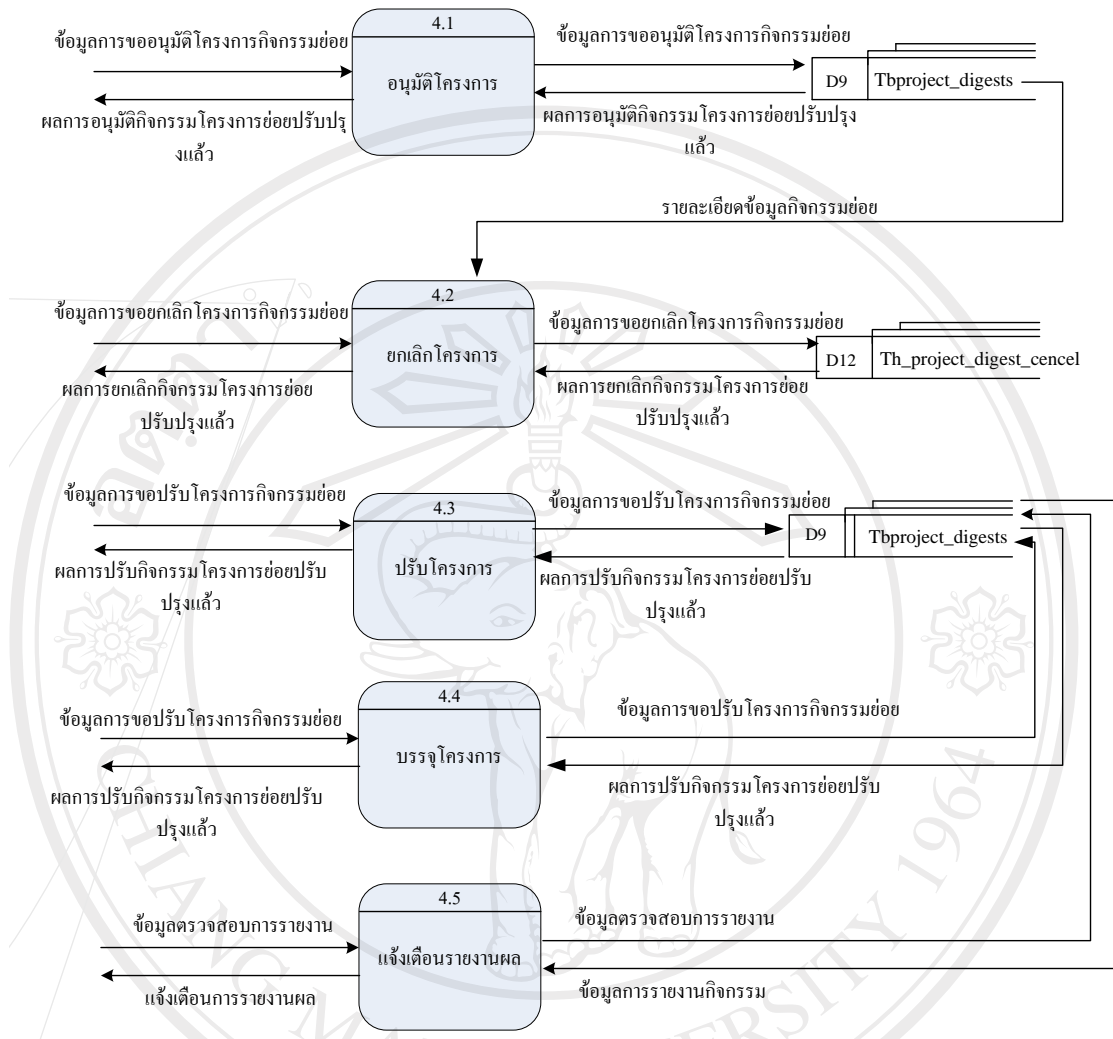 4.1
ข้อมูลการขออนุมัติโครงการกิจกรรมย่อย
ข้อมูลการขออนุมัติโครงการกิจกรรมย่อย
อนุมัติโครงการ
D9
Tbproject_digests
ผลการอนุมัติกิจกรรมโครงการย่อยปรับปรุ
งแล้ว
ผลการอนุมัติกิจกรรมโครงการย่อยปรับปรุง
แล้ว
รายละเอียดข้อมูลกิจกรรมย่อย
4.2
ข้อมูลการขอยกเลิกโครงการกิจกรรมย่อย
ข้อมูลการขอยกเลิกโครงการกิจกรรมย่อย
ยกเลิกโครงการ
D12
Th_project_digest_cencel
ผลการยกเลิกกิจกรรมโครงการย่อย
ปรับปรุงแล้ว
ผลการยกเลิกกิจกรรมโครงการย่อย
ปรับปรุงแล้ว
4.3
ข้อมูลการขอปรับโครงการกิจกรรมย่อย
ข้อมูลการขอปรับโครงการกิจกรรมย่อย
ปรับโครงการ
D9
Tbproject_digests
ผลการปรับกิจกรรมโครงการย่อยปรับ
ปรุงแล้ว
ผลการปรับกิจกรรมโครงการย่อยปรับ
ปรุงแล้ว
4.4
ข้อมูลการขอปรับโครงการกิจกรรมย่อย
ข้อมูลการขอปรับโครงการกิจกรรมย่อย
บรรจุโครงการ
ผลการปรับกิจกรรมโครงการย่อยปรับ
ปรุงแล้ว
ผลการปรับกิจกรรมโครงการย่อยปรับ
ปรุงแล้ว
4.5
ข้อมูลตรวจสอบการรายงาน
ข้อมูลตรวจสอบการรายงาน
แจ้งเตือนรายงานผล
แจ้งเตือนการรายงานผล
ข้อมูลการรายงานกิจกรรม
1964